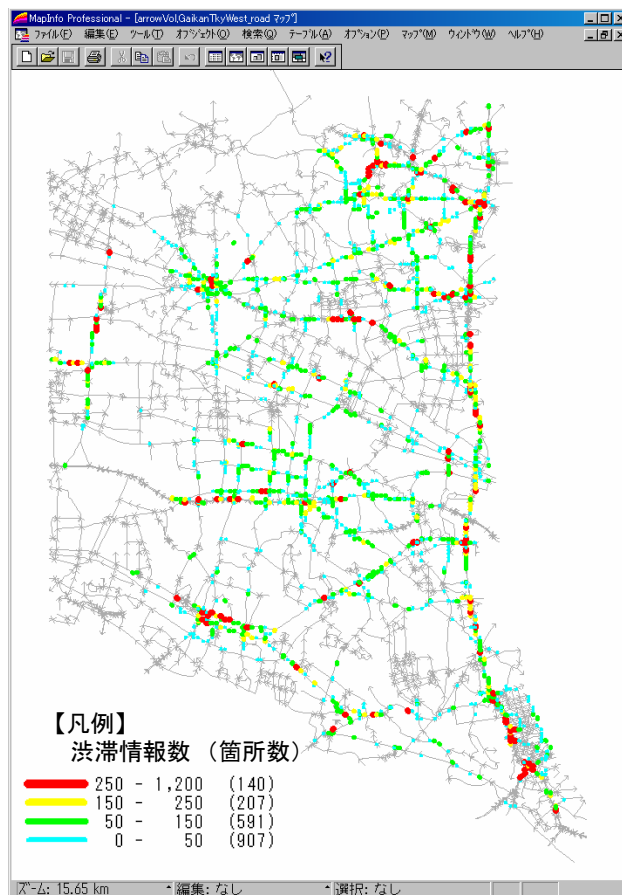 MapInfo Professional - [arrowVol,GaikanTkyWest_road マップ]
ファイル(F) 編集(E) ツール(T) オブジェクト(O) 検索(Q) テーブル(A) オプション(P) マップ(M) ウィンドウ(W) ヘルプ(H)
【凡例】
渋滞情報数 (箇所数)
250 - 1,200 (140)
150 - 250 (207)
50 - 150 (591)
0 - 50 (907)
ズーム: 15.65 km 編集: なし 選択: なし